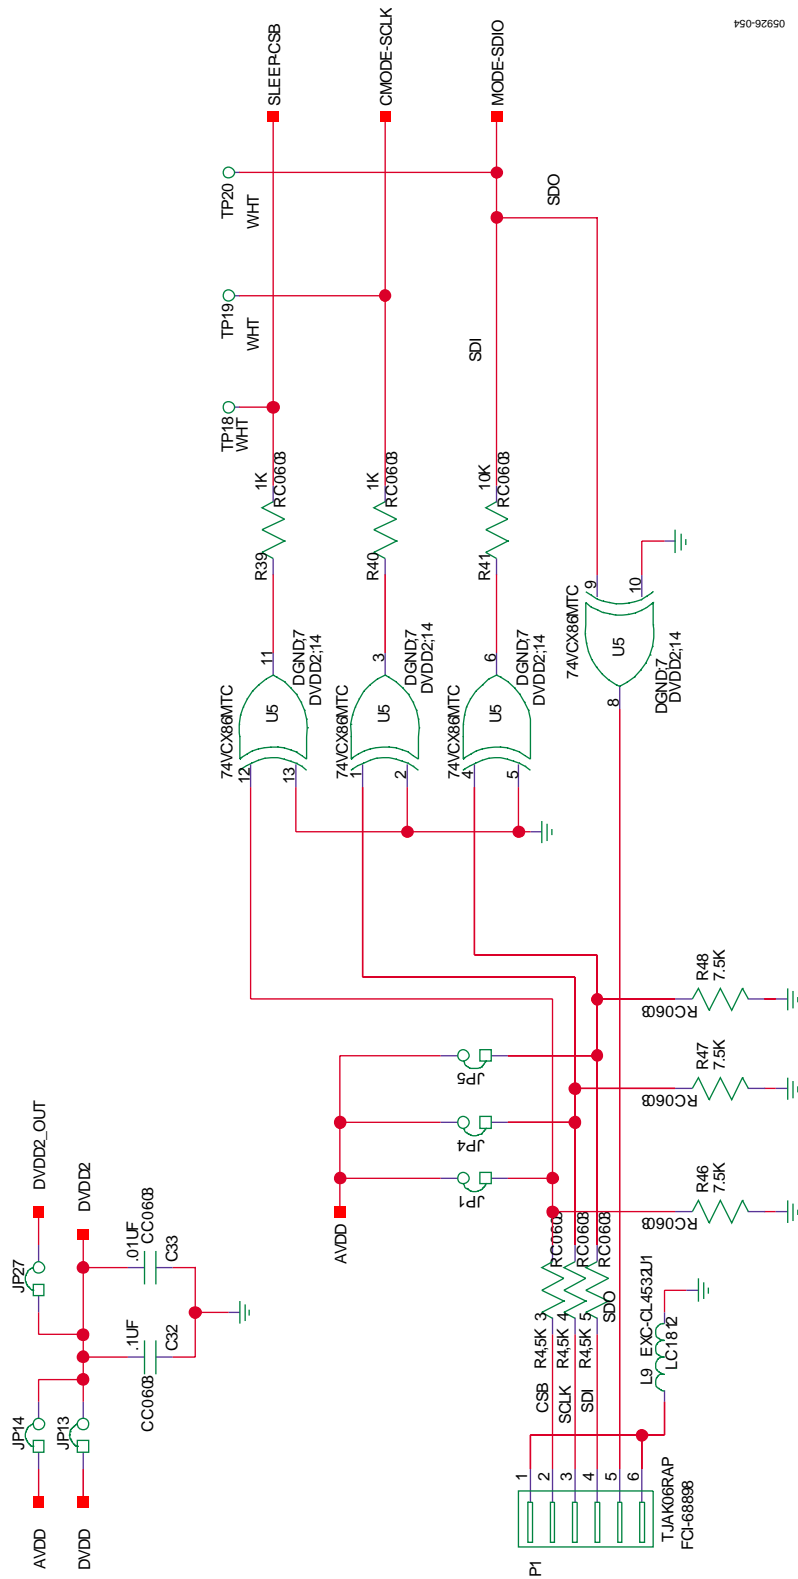 05926-054
SLEEP-CSB
CMODE-SCLK
MODE-SDIO
TP20
WHT
TP19
WHT
TP18
WHT
SDO
SDI
1K
RC0603
R39
1K
RC0603
R40
10K
RC0603
R41
74VCX86MTC
11
12
13
U5
DGND;7
DVDD2;14
74VCX86MTC
3
1
2
U5
DGND;7
DVDD2;14
74VCX86MTC
6
4
5
U5
DGND;7
DVDD2;14
74VCX86MTC
9
10
8
U5
DGND;7
DVDD2;14
R48
7.5K
RC0603
R47
7.5K
RC0603
R46
7.5K
RC0603
JP5
JP4
JP1
AVDD
DVDD2_OUT
DVDD2
JP27
.01UF
CC0603
C33
.1UF
CC0603
C32
JP14
JP13
AVDD
DVDD
RC0603
RC0603
RC0603
R4,5K 3
R4,5K 4
R4,5K 5
SDO
CSB
SCLK
SDI
L9
EXC-CL4532U1
LC1812
1
2
3
4
5
6
P1
TJAK06RAP
FCI-68898